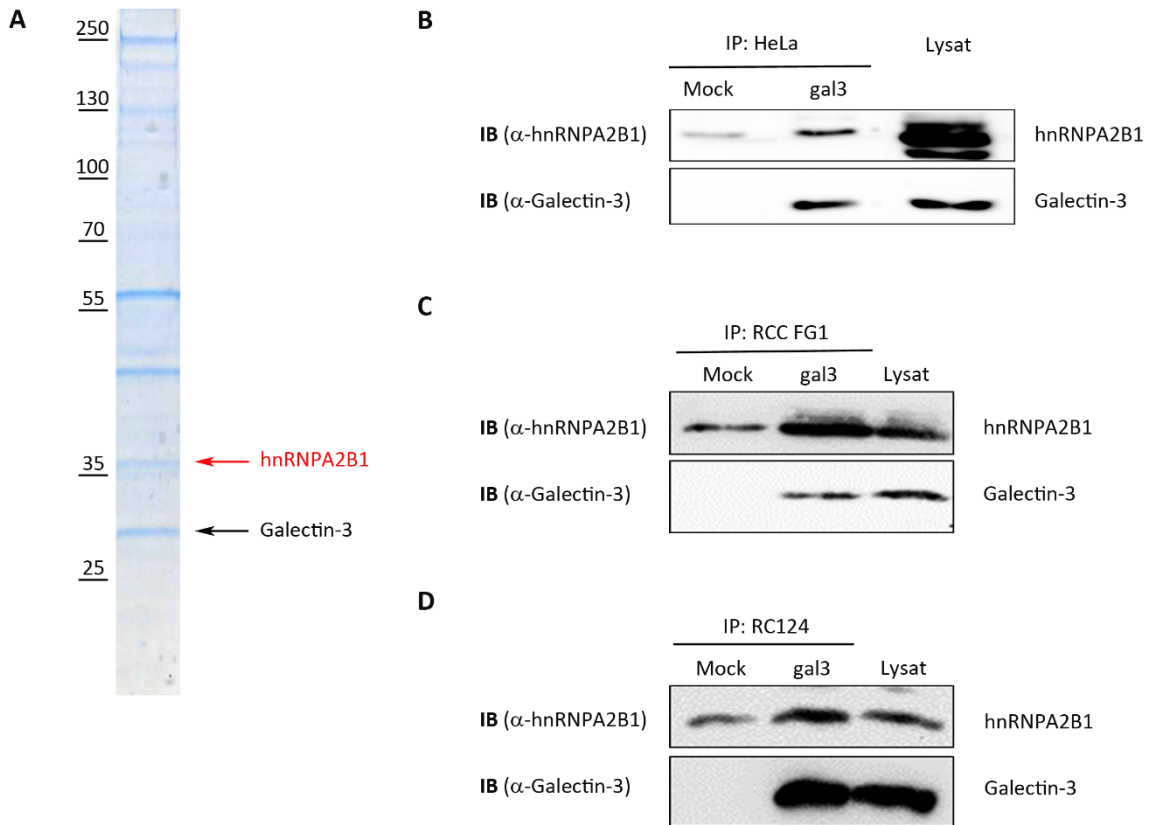 A
250
130
100
70
55
35
25
hnRNPA2B1
Galectin-3
B
IP: HeLa
Lysat
Mock
gal3
IB (α-hnRNPA2B1)
hnRNPA2B1
IB (α-Galectin-3)
Galectin-3
C
IP: RCC FG1
Mock
gal3
Lysat
IB (α-hnRNPA2B1)
hnRNPA2B1
IB (α-Galectin-3)
Galectin-3
D
IP: RC124
Mock
gal3
Lysat
IB (α-hnRNPA2B1)
hnRNPA2B1
IB (α-Galectin-3)
Galectin-3